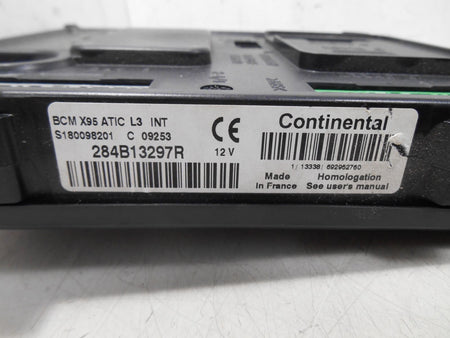 BCM X95 ATIC L3 INT
S180098201 C 09253
284B13297R
CE
12 V
Continental
1| 13338| 692962760
Made in France
Homologation See user's manual